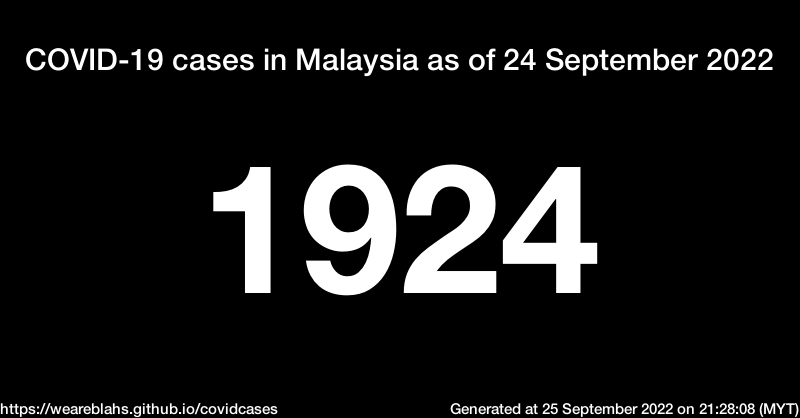 COVID-19 cases in Malaysia as of 24 September 2022
1924
https://weareblahs.github.io/covidcases
Generated at 25 September 2022 on 21:28:08 (MYT)